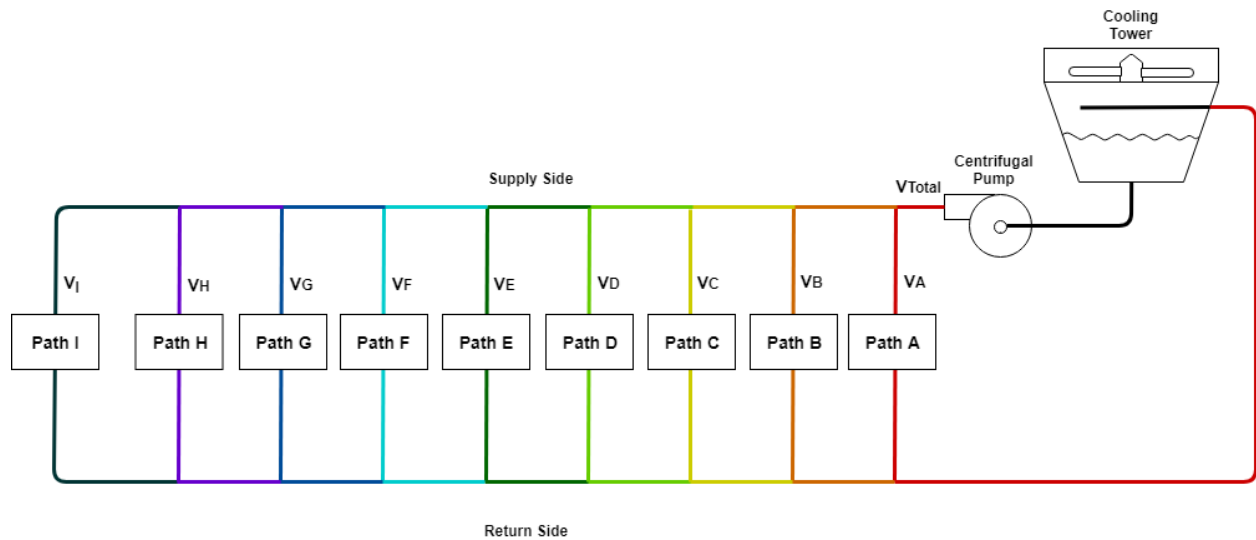 Cooling
Tower
Centrifugal
Pump
Supply Side
VTotal
VI
VH
VG
VF
VE
VD
VC
VB
VA
Path I
Path H
Path G
Path F
Path E
Path D
Path C
Path B
Path A
Return Side